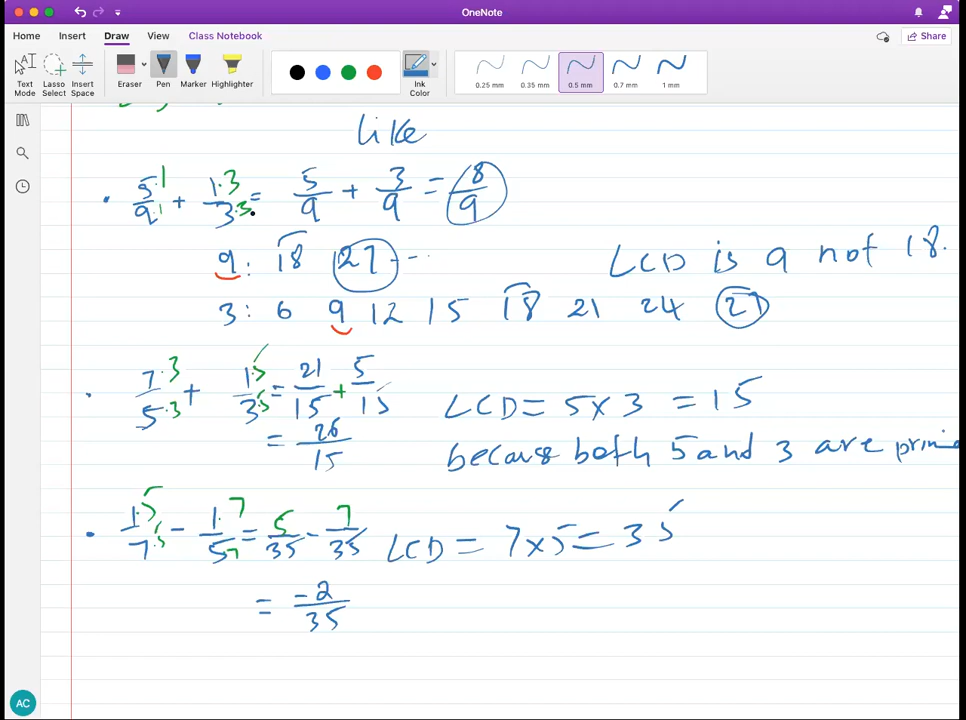 OneNote
Home Insert Draw View Class Notebook Share
Text Mode Lasso Select Insert Space Eraser Pen Marker Highlighter Ink Color 0.25 mm 0.35 mm 0.5 mm 0.7 mm 1 mm
like
• 5·1/9·1 + 1·3/3·3 = 5/9 + 3/9 = 8/9
9: 18 27 ---
LCD is 9 not 18.
3: 6 9 12 15 18 21 24 27
• 7·3/5·3 + 1·5/3·5 = 21/15 + 5/15
LCD = 5 x 3 = 15
= 26/15
because both 5 and 3 are prime
• 1·5/7·5 - 1·7/5·7 = 5/35 - 7/35 LCD = 7x5 = 35
= -2/35
AC